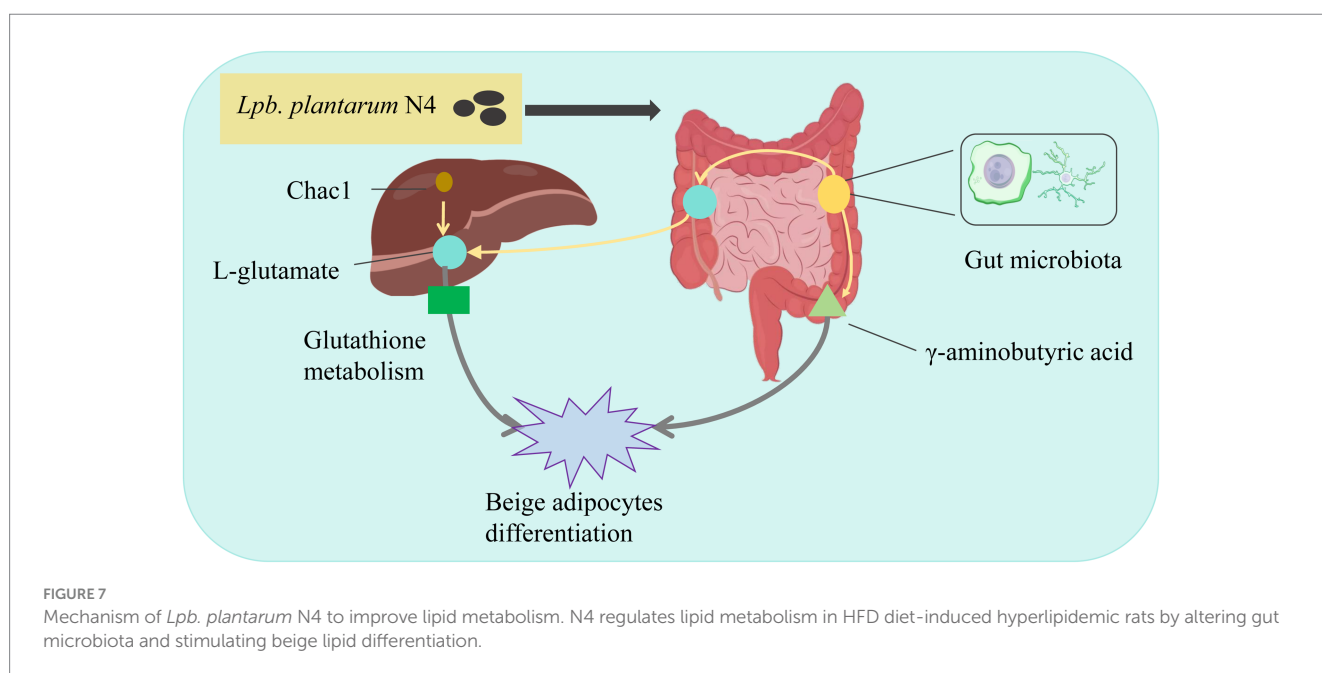 Lpb. plantarum N4
Chac1
L-glutamate
Glutathione
metabolism
Gut microbiota
γ-aminobutyric acid
Beige adipocytes
differentiation
FIGURE 7
Mechanism of Lpb. plantarum N4 to improve lipid metabolism. N4 regulates lipid metabolism in HFD diet-induced hyperlipidemic rats by altering gut
microbiota and stimulating beige lipid differentiation.